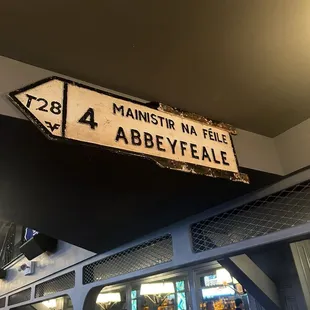 T28
4
MAINISTIR NA FÉILE
ABBEYFEALE